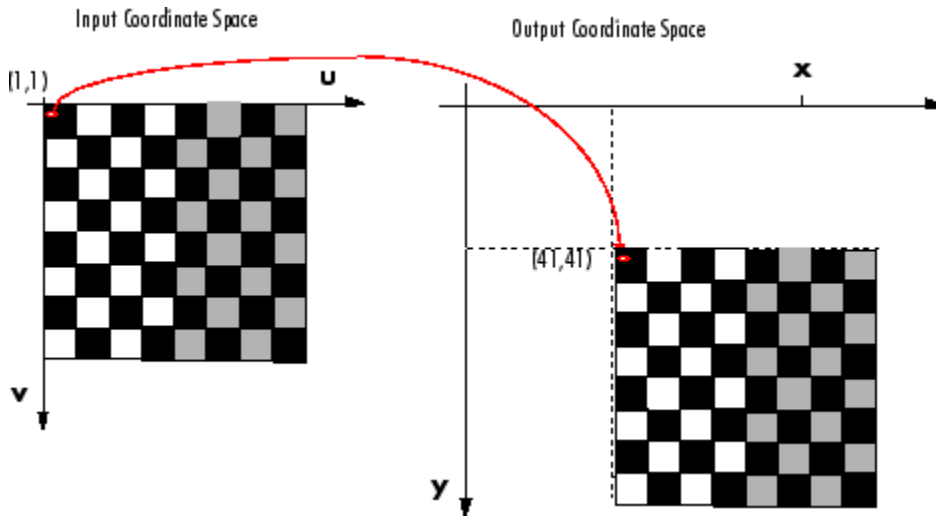 Input Coordinate Space
Output Coordinate Space
(1,1)
u
x
(41,41)
v
y